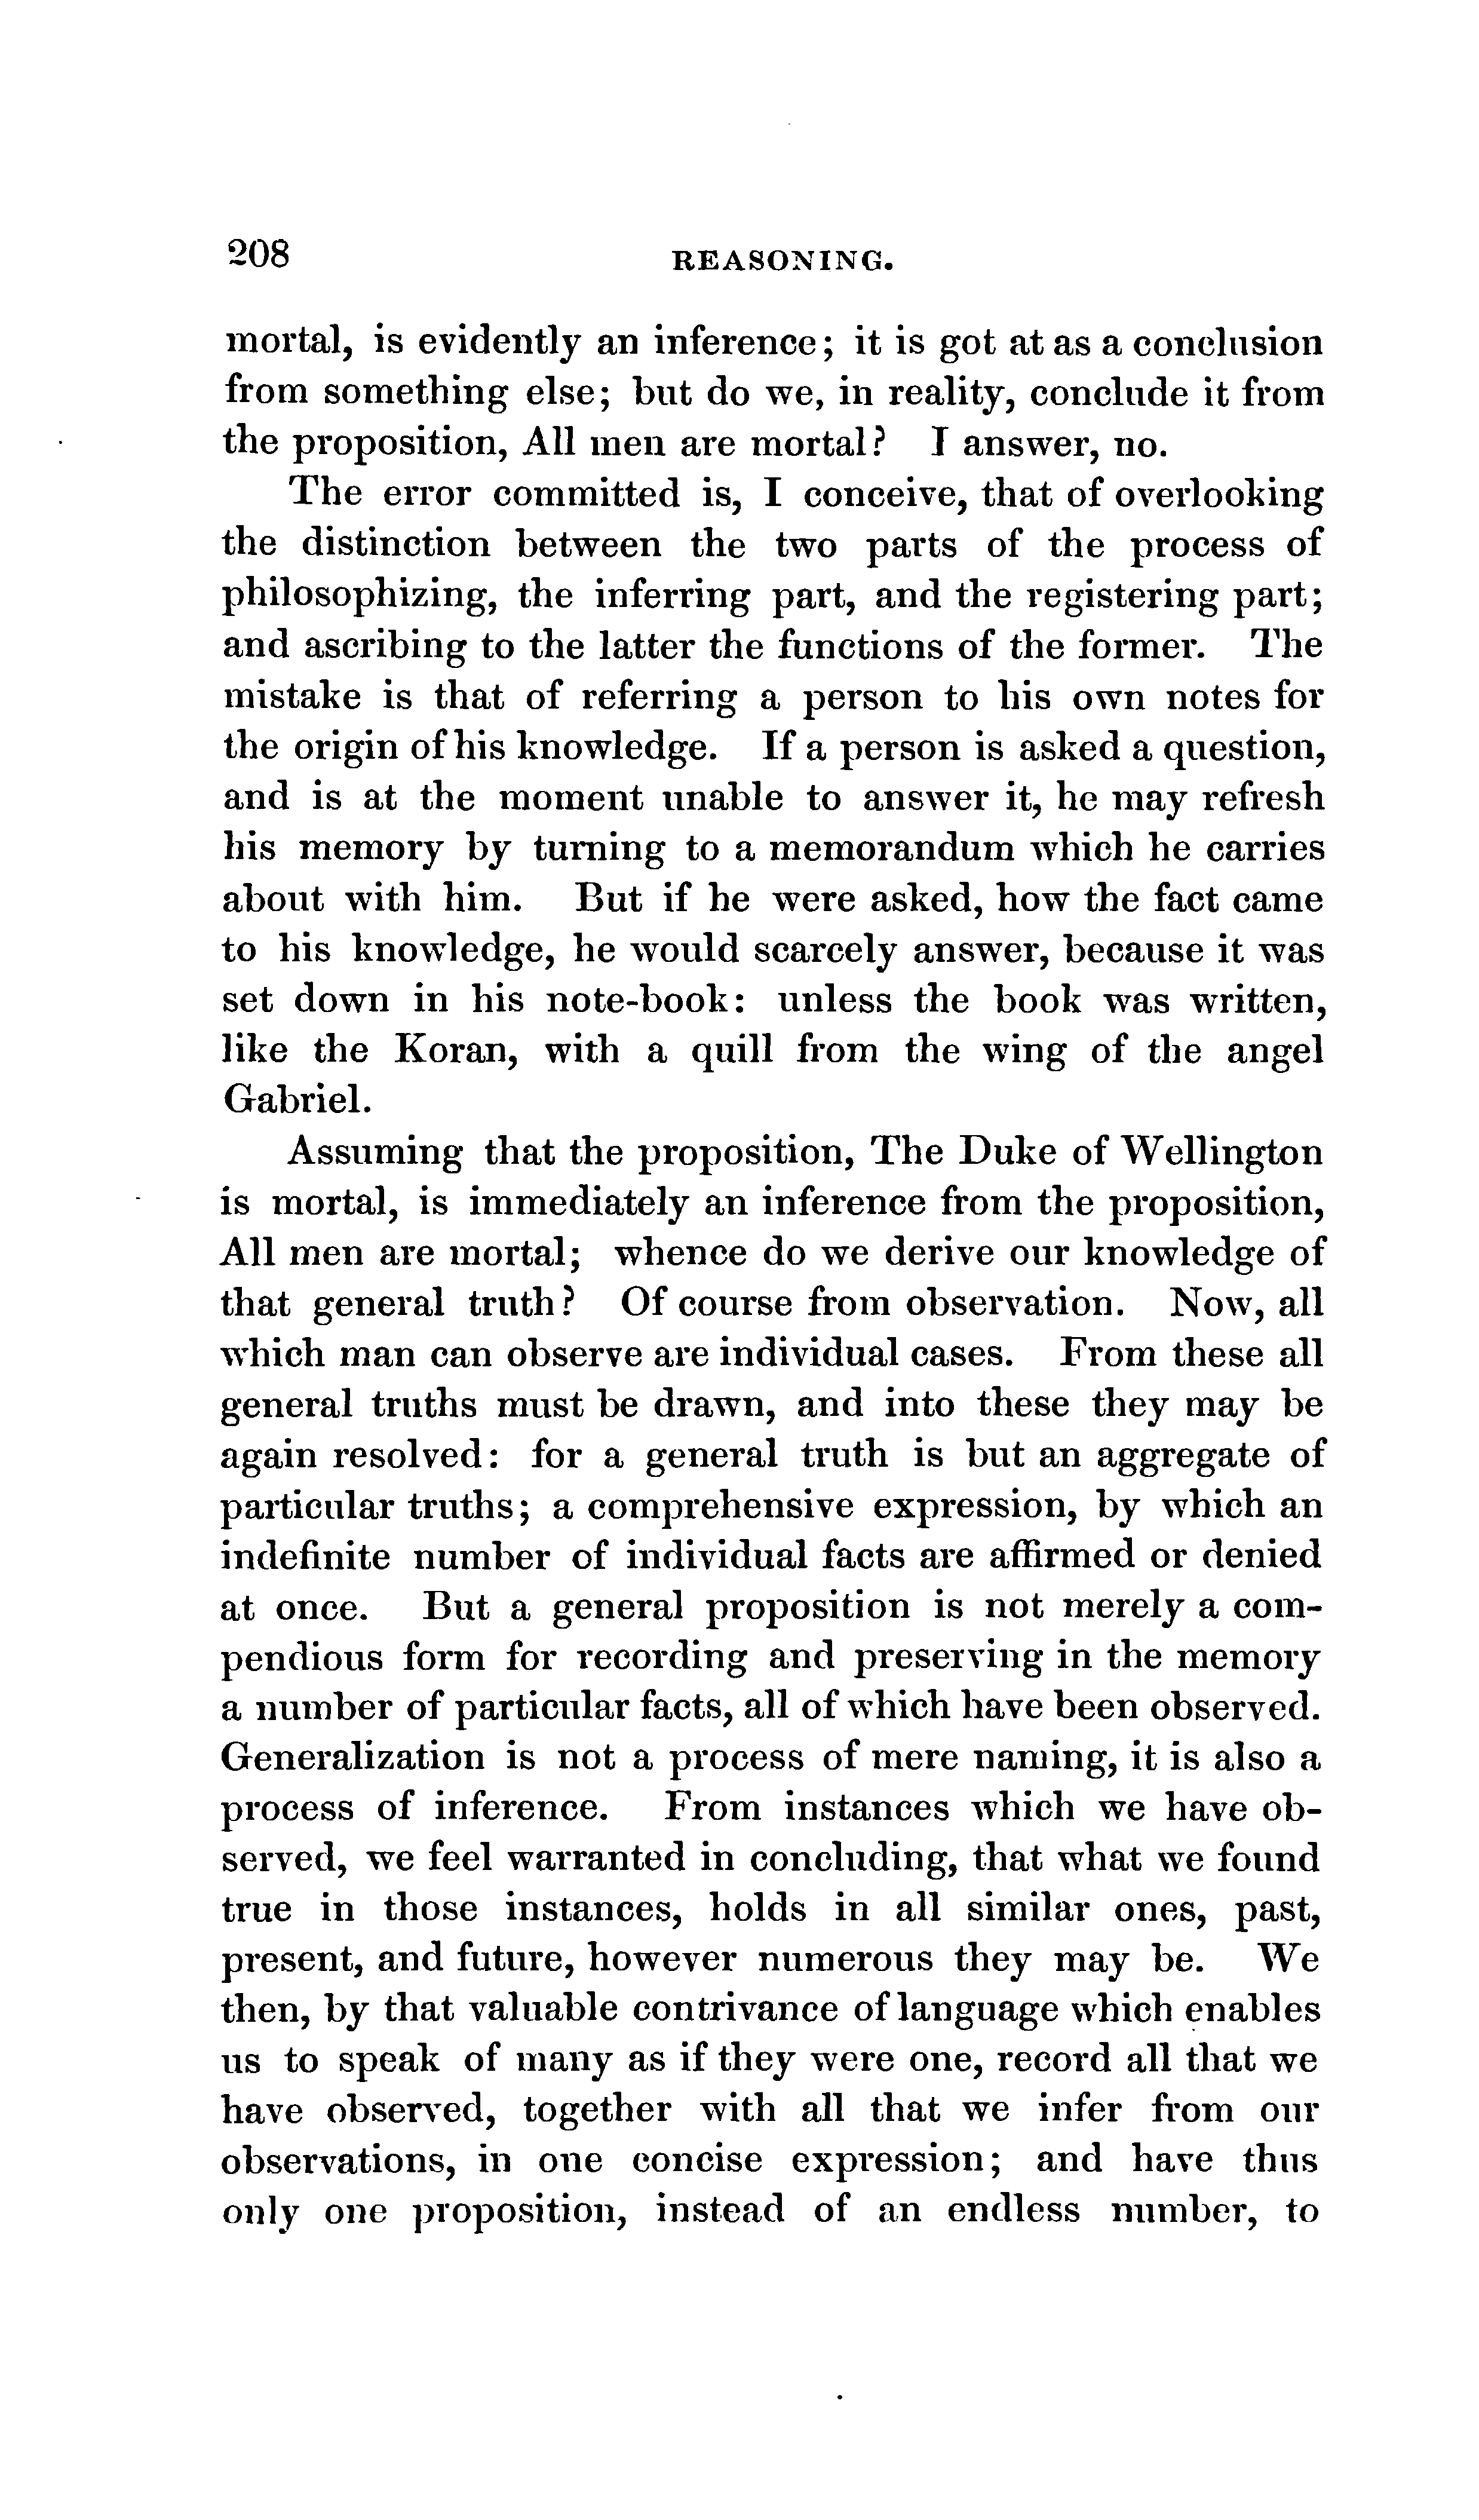 208 REASONING.
mortal, is evidently an inference; it is got at as a conclusion
from something else; but do we, in reality, conclude it from
the proposition, All men are mortal? I answer, no.
The error committed is, I conceive, that of overlooking
the distinction between the two parts of the process of
philosophizing, the inferring part, and the registering part;
and ascribing to the latter the functions of the former. The
mistake is that of referring a person to his own notes for
the origin of his knowledge. If a person is asked a question,
and is at the moment unable to answer it, he may refresh
his memory by turning to a memorandum which he carries
about with him. But if he were asked, how the fact came
to his knowledge, he would scarcely answer, because it was
set down in his note-book: unless the book was written,
like the Koran, with a quill from the wing of the angel
Gabriel.
Assuming that the proposition, The Duke of Wellington
is mortal, is immediately an inference from the proposition,
All men are mortal; whence do we derive our knowledge of
that general truth? Of course from observation. Now, all
which man can observe are individual cases. From these all
general truths must be drawn, and into these they may be
again resolved: for a general truth is but an aggregate of
particular truths; a comprehensive expression, by which an
indefinite number of individual facts are affirmed or denied
at once. But a general proposition is not merely a com-
pendious form for recording and preserving in the memory
a number of particular facts, all of which have been observed.
Generalization is not a process of mere naming, it is also a
process of inference. From instances which we have ob-
served, we feel warranted in concluding, that what we found
true in those instances, holds in all similar ones, past,
present, and future, however numerous they may be. We
then, by that valuable contrivance of language which enables
us to speak of many as if they were one, record all that we
have observed, together with all that we infer from our
observations, in one concise expression; and have thus
only one proposition, instead of an endless number, to